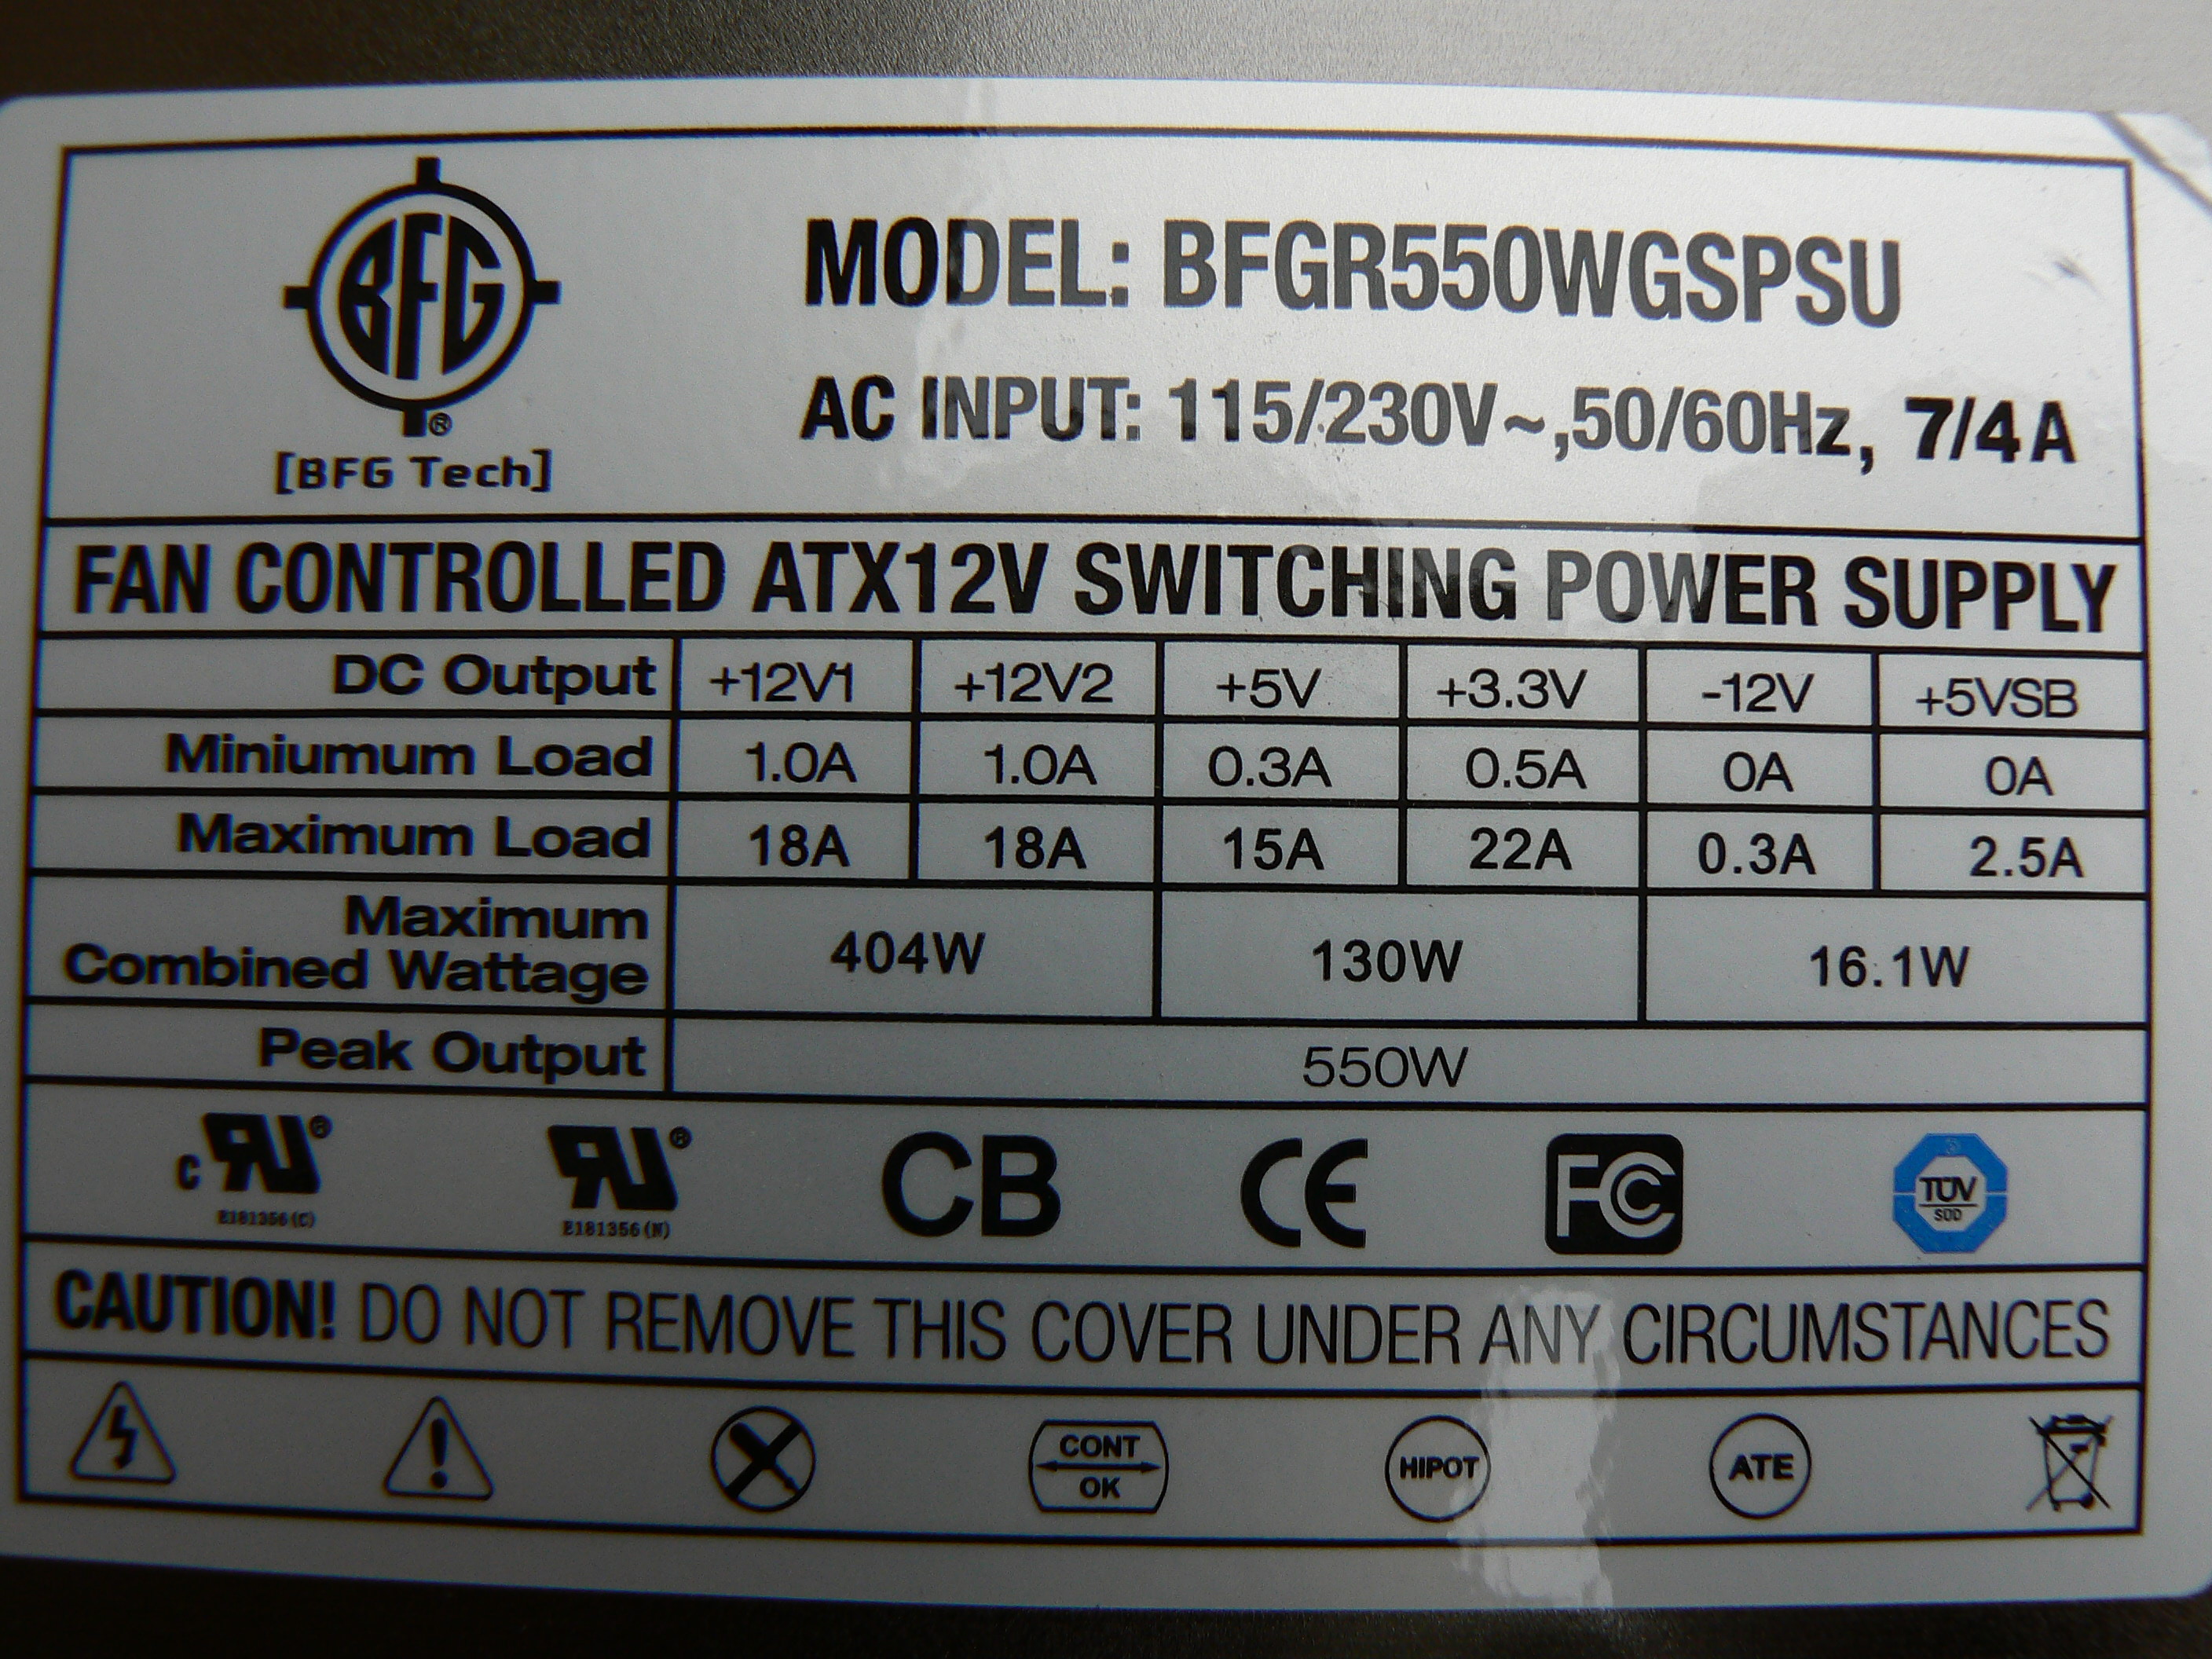 BFG
®
[BFG Tech]
MODEL: BFGR550WGSPSU
AC INPUT: 115/230V~,50/60Hz, 7/4A
FAN CONTROLLED ATX12V SWITCHING POWER SUPPLY
DC Output +12V1 +12V2 +5V +3.3V -12V +5VSB
Miniumum Load 1.0A 1.0A 0.3A 0.5A 0A 0A
Maximum Load 18A 18A 15A 22A 0.3A 2.5A
Maximum
Combined Wattage 404W 130W 16.1W
Peak Output 550W
c RU ® RU ® CB CE FC TÜV
SÜD
E181356(C) E181356(N)
CAUTION! DO NOT REMOVE THIS COVER UNDER ANY CIRCUMSTANCES
CONT
OK
HIPOT
ATE